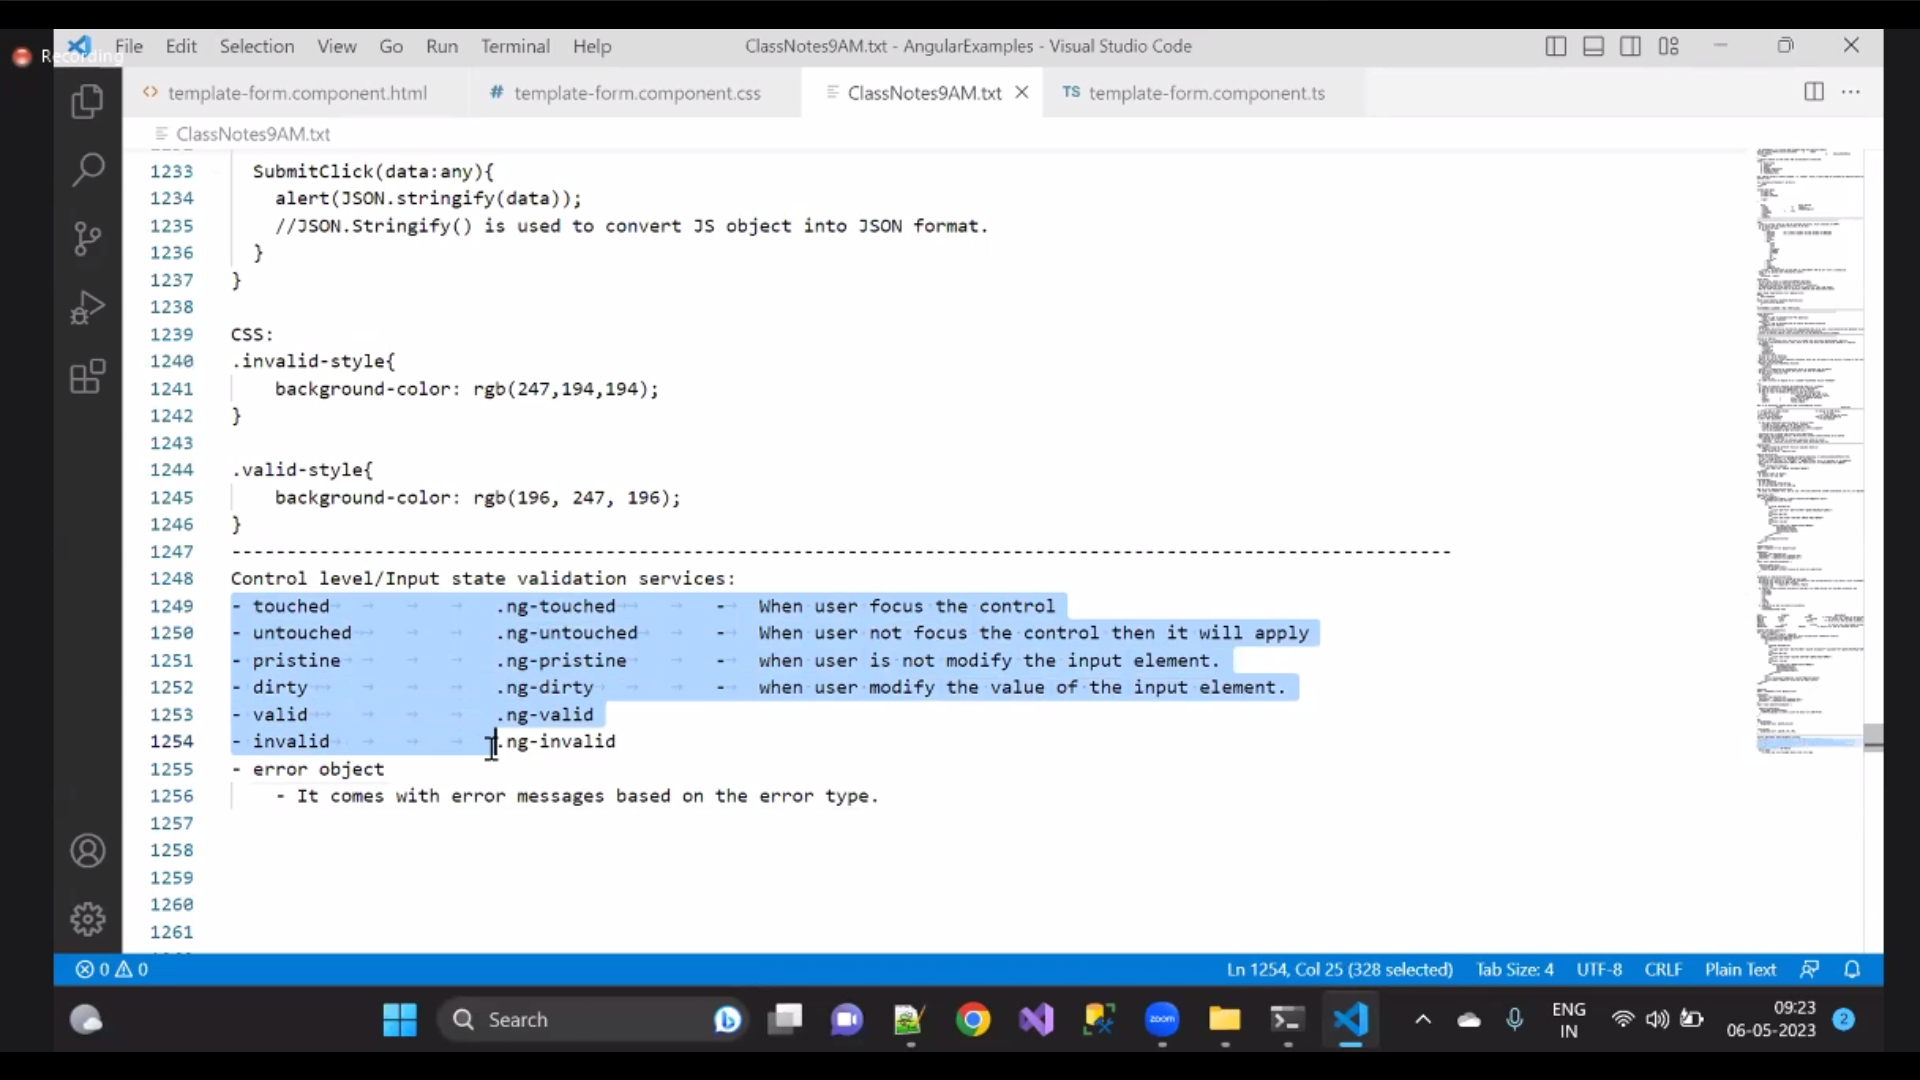 Recording
File Edit Selection View Go Run Terminal Help ClassNotes9AM.txt - AngularExamples - Visual Studio Code
template-form.component.html # template-form.component.css ClassNotes9AM.txt TS template-form.component.ts
ClassNotes9AM.txt
1233 SubmitClick(data:any){
1234 alert(JSON.stringify(data));
1235 //JSON.Stringify() is used to convert JS object into JSON format.
1236 }
1237 }
1238
1239 CSS:
1240 .invalid-style{
1241 background-color: rgb(247,194,194);
1242 }
1243
1244 .valid-style{
1245 background-color: rgb(196, 247, 196);
1246 }
1247 ---------------------------------------------------------------------------------------------------------------
1248 Control level/Input state validation services:
1249 - touched .ng-touched - When user focus the control
1250 - untouched .ng-untouched - When user not focus the control then it will apply
1251 - pristine .ng-pristine - when user is not modify the input element.
1252 - dirty .ng-dirty - when user modify the value of the input element.
1253 - valid .ng-valid
1254 - invalid .ng-invalid
1255 - error object
1256 - It comes with error messages based on the error type.
1257
1258
1259
1260
1261
0 0 Ln 1254, Col 25 (328 selected) Tab Size: 4 UTF-8 CRLF Plain Text
Search zoom ENG IN 09:23 06-05-2023 2